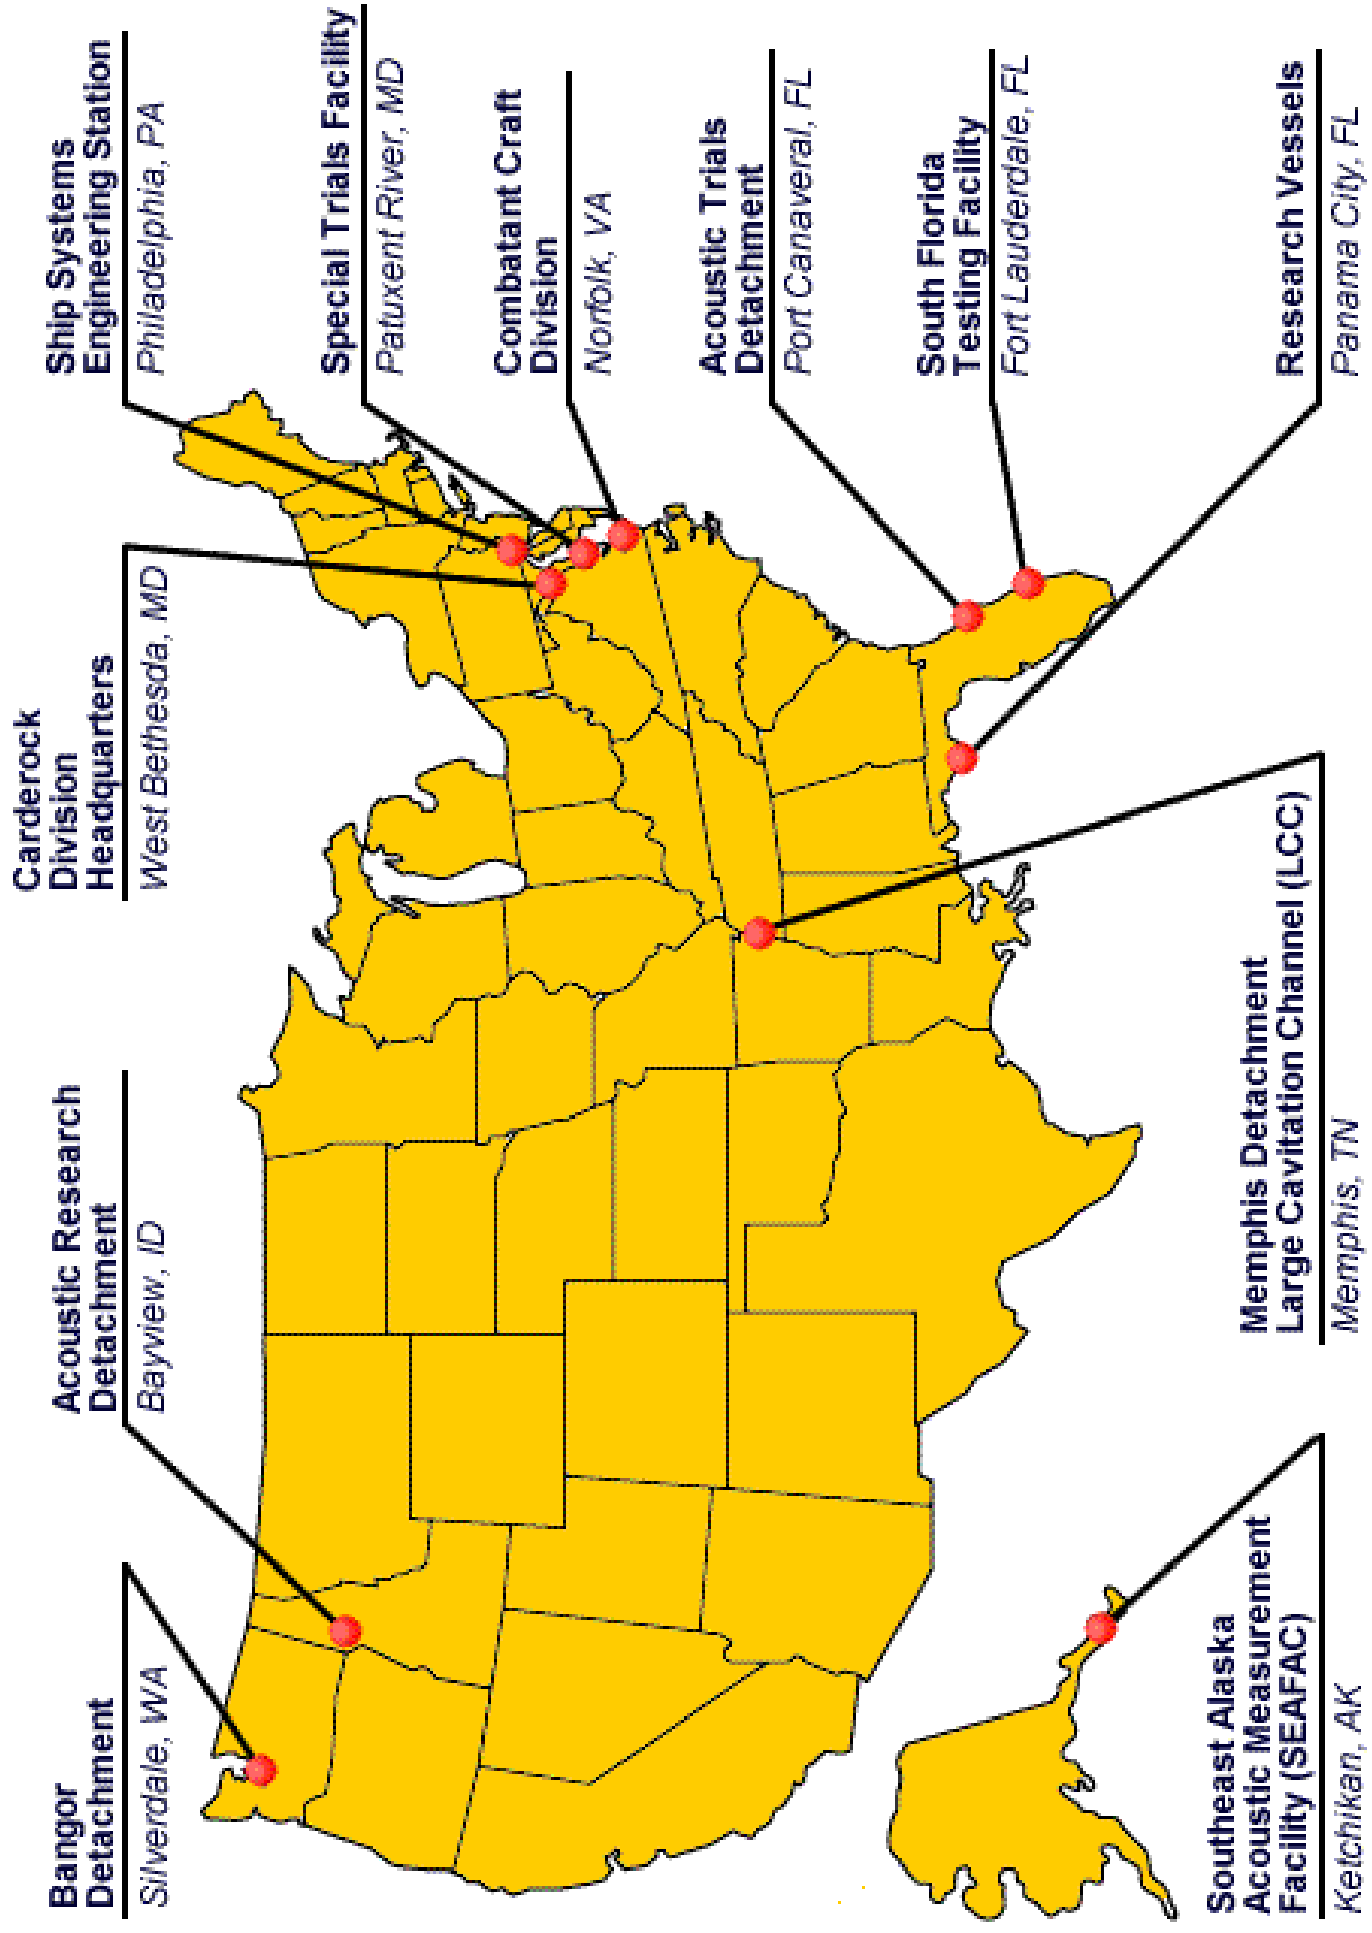 Bangor
Detachment
Silverdale, WA
Acoustic Research
Detachment
Bayview, ID
Carderock
Division
Headquarters
West Bethesda, MD
Ship Systems
Engineering Station
Philadelphia, PA
Special Trials Facility
Patuxent River, MD
Combatant Craft
Division
Norfolk, VA
Acoustic Trials
Detachment
Port Canaveral, FL
South Florida
Testing Facility
Fort Lauderdale, FL
Research Vessels
Panama City, FL
Memphis Detachment
Large Cavitation Channel (LCC)
Memphis, TN
Southeast Alaska
Acoustic Measurement
Facility (SEAFAC)
Ketchikan, AK